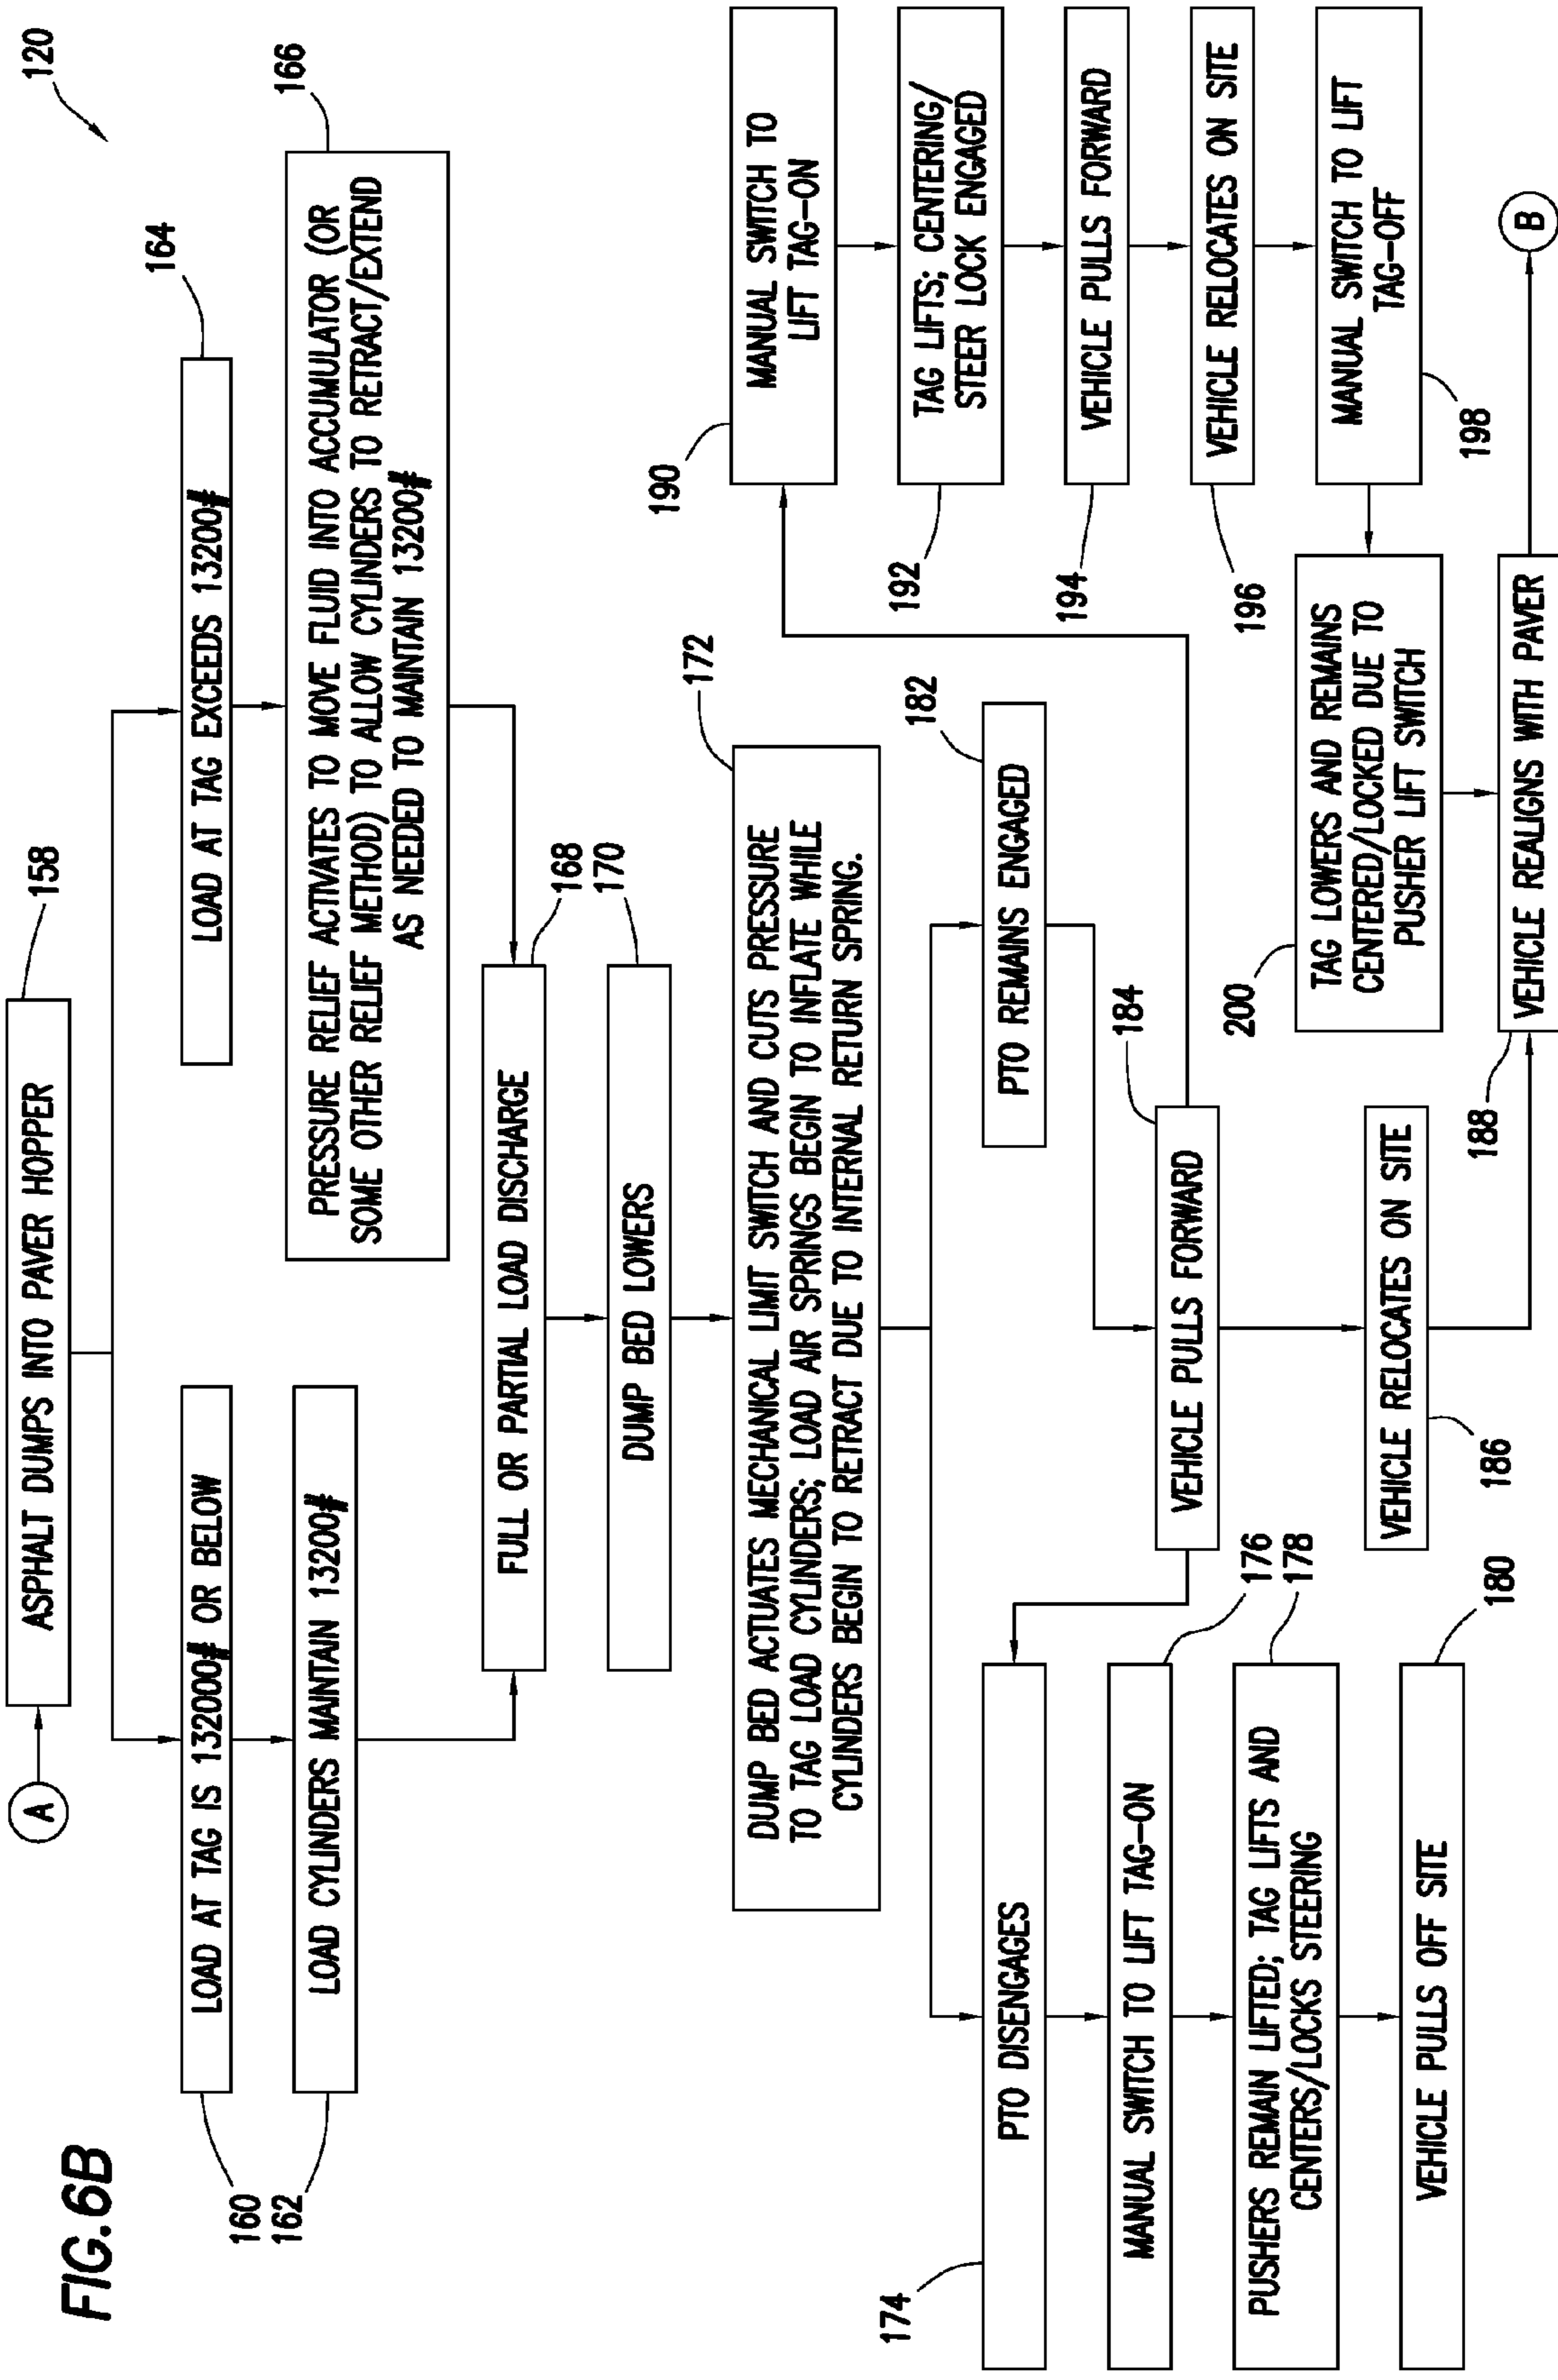 FIG.6B
120
A
ASPHALT DUMPS INTO PAVER HOPPER
158
LOAD AT TAG IS 13200# OR BELOW
160
LOAD CYLINDERS MAINTAIN 13200#
162
LOAD AT TAG EXCEEDS 13200#
164
PRESSURE RELIEF ACTIVATES TO MOVE FLUID INTO ACCUMULATOR (OR
SOME OTHER RELIEF METHOD) TO ALLOW CYLINDERS TO RETRACT/EXTEND
AS NEEDED TO MAINTAIN 13200#
166
FULL OR PARTIAL LOAD DISCHARGE
168
DUMP BED LOWERS
170
DUMP BED ACTUATES MECHANICAL LIMIT SWITCH AND CUTS PRESSURE
TO TAG LOAD CYLINDERS; LOAD AIR SPRINGS BEGIN TO INFLATE WHILE
CYLINDERS BEGIN TO RETRACT DUE TO INTERNAL RETURN SPRING.
172
PTO DISENGAGES
174
MANUAL SWITCH TO LIFT TAG-ON
176
PUSHERS REMAIN LIFTED; TAG LIFTS AND
CENTERS/LOCKS STEERING
178
VEHICLE PULLS OFF SITE
180
PTO REMAINS ENGAGED
182
VEHICLE PULLS FORWARD
184
VEHICLE RELOCATES ON SITE
186
VEHICLE REALIGNS WITH PAVER
188
MANUAL SWITCH TO
LIFT TAG-ON
190
TAG LIFTS; CENTERING/
STEER LOCK ENGAGED
192
VEHICLE PULLS FORWARD
194
VEHICLE RELOCATES ON SITE
196
MANUAL SWITCH TO LIFT
TAG-OFF
198
TAG LOWERS AND REMAINS
CENTERED/LOCKED DUE TO
PUSHER LIFT SWITCH
200
B